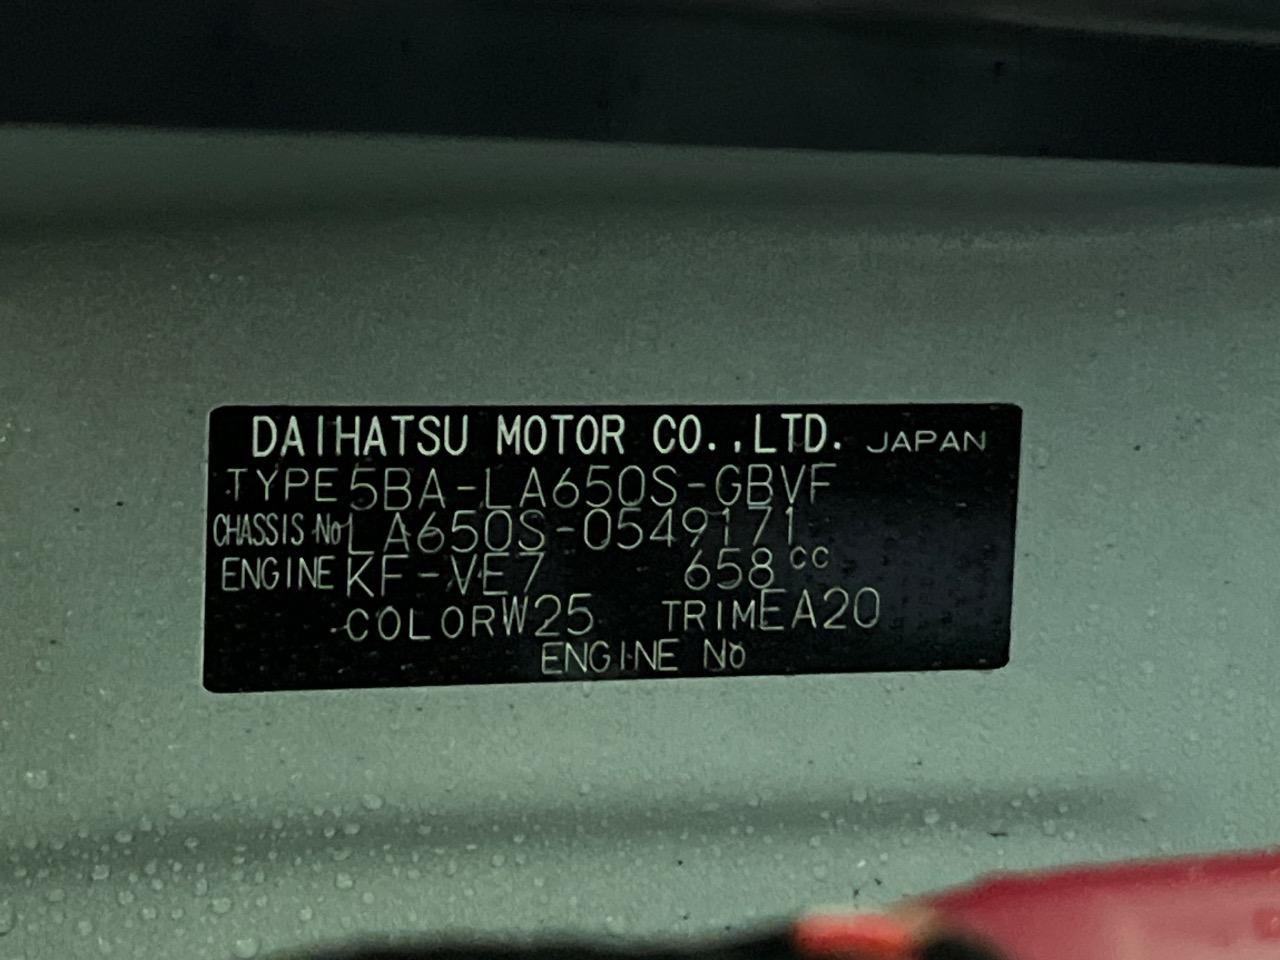 DAIHATSU MOTOR CO.,LTD. JAPAN
TYPE 5BA-LA650S-GBVF
CHASSIS No LA650S-0549171
ENGINE KF-VE7 658cc
COLOR W25 TRIM EA20
ENGINE No